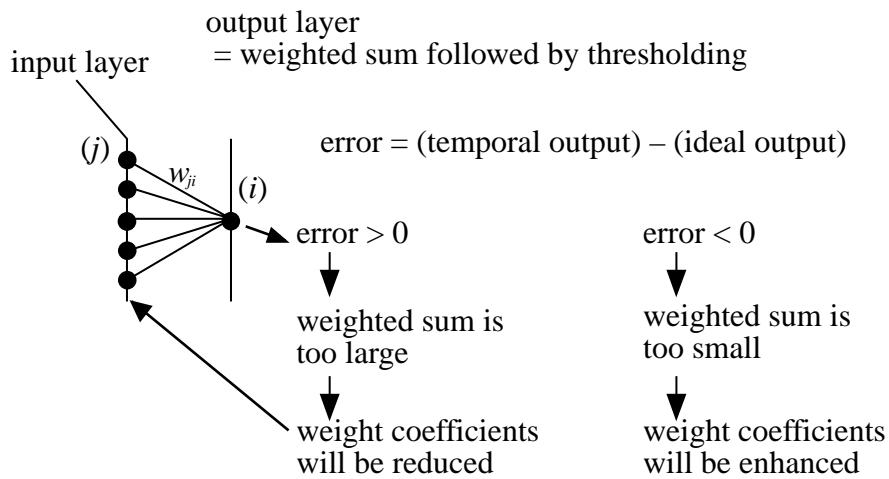 output layer
= weighted sum followed by thresholding
input layer
error = (temporal output) – (ideal output)
(j)
w_{ji}
(i)
error > 0
error < 0
weighted sum is
too large
weighted sum is
too small
weight coefficients
will be reduced
weight coefficients
will be enhanced